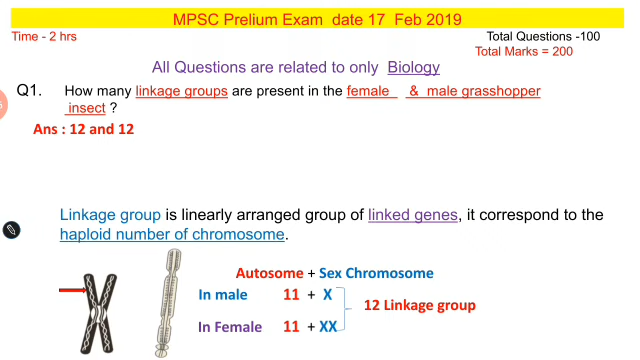 MPSC Prelium Exam date 17 Feb 2019
Time - 2 hrs
Total Questions -100
Total Marks = 200
All Questions are related to only Biology
Q1. How many linkage groups are present in the female & male grasshopper
insect ?
Ans : 12 and 12
Linkage group is linearly arranged group of linked genes, it correspond to the
haploid number of chromosome.
Autosome + Sex Chromosome
In male 11 + X
12 Linkage group
In Female 11 + XX